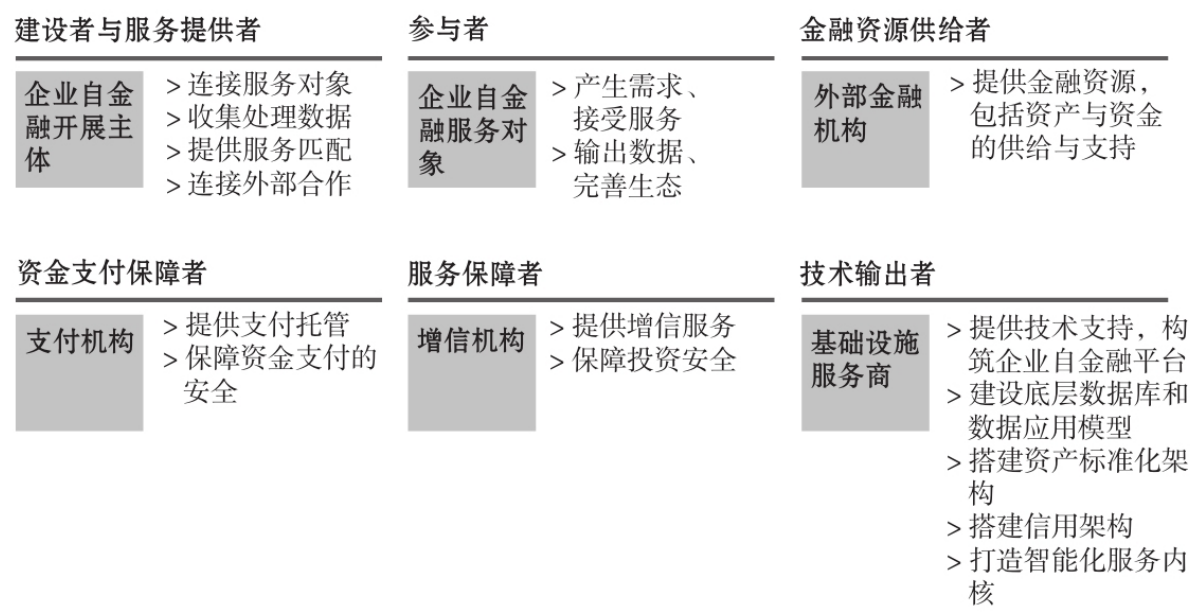 建设者与服务提供者
企业自金
融开展主
体
> 连接服务对象
> 收集处理数据
> 提供服务匹配
> 连接外部合作
参与者
企业自金
融服务对
象
> 产生需求、
接受服务
> 输出数据、
完善生态
金融资源供给者
外部金融
机构
> 提供金融资源，
包括资产与资金
的供给与支持
资金支付保障者
支付机构
> 提供支付托管
> 保障资金支付的
安全
服务保障者
增信机构
> 提供增信服务
> 保障投资安全
技术输出者
基础设施
服务商
> 提供技术支持，构
筑企业自金融平台
> 建设底层数据库和
数据应用模型
> 搭建资产标准化架
构
> 搭建信用架构
> 打造智能化服务内
核